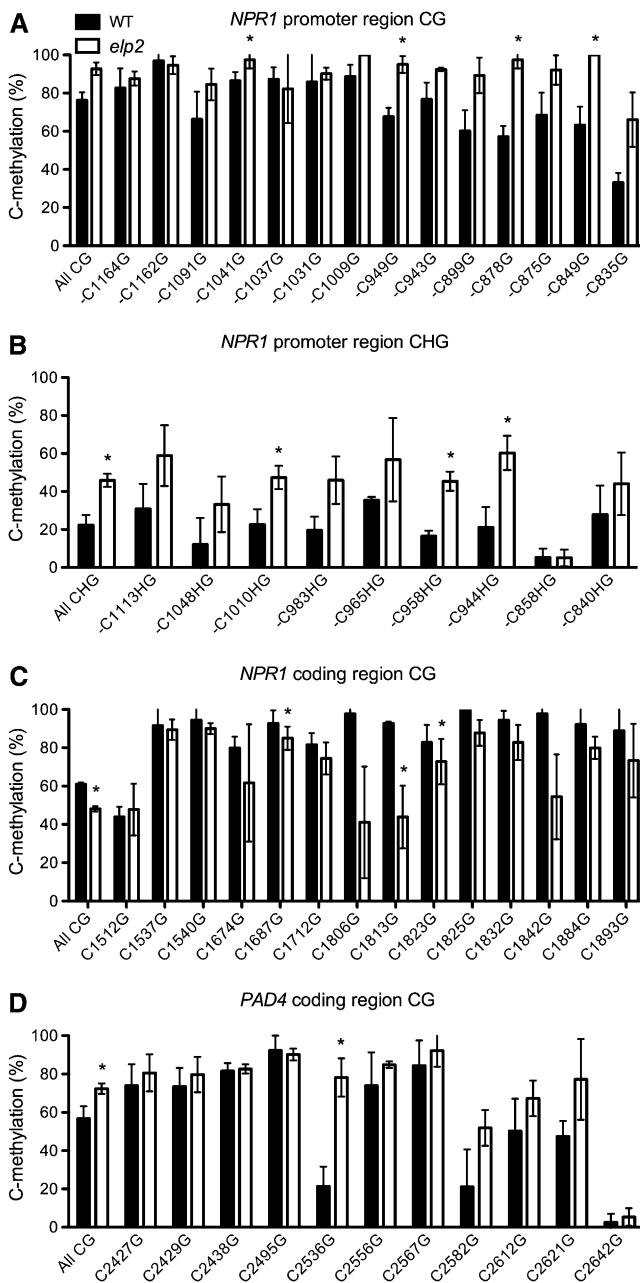 A
NPR1 promoter region CG
WT
elp2
C-methylation (%)
100
80
60
40
20
0
* * * *
All CG -C1164G -C1162G -C1091G -C1041G -C1037G -C1031G -C1009G -C949G -C943G -C899G -C878G -C875G -C849G -C835G
B
NPR1 promoter region CHG
C-methylation (%)
100
80
60
40
20
0
* * * *
All CHG -C1113HG -C1048HG -C1010HG -C983HG -C965HG -C958HG -C944HG -C858HG -C840HG
C
NPR1 coding region CG
C-methylation (%)
100
80
60
40
20
0
* * * *
All CG C1512G C1537G C1540G C1674G C1687G C1712G C1806G C1813G C1823G C1825G C1832G C1842G C1884G C1893G
D
PAD4 coding region CG
C-methylation (%)
100
80
60
40
20
0
* *
All CG C2427G C2429G C2438G C2495G C2536G C2556G C2567G C2582G C2612G C2621G C2642G